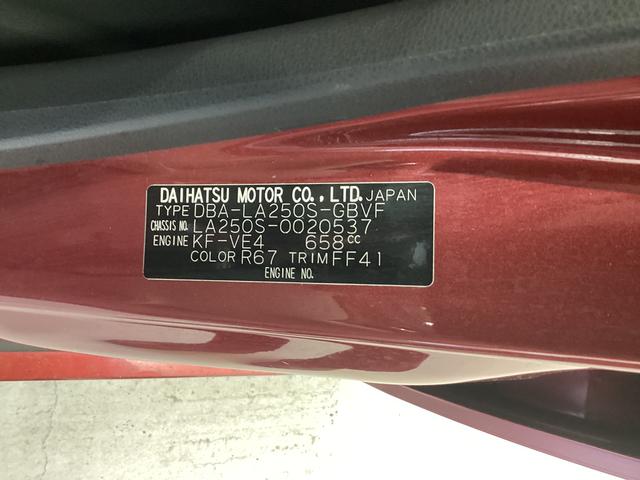 DAIHATSU MOTOR CO., LTD. JAPAN
TYPE DBA-LA250S-GBVF
CHASSIS NO. LA250S-0020537
ENGINE KF-VE4 658cc
COLOR R67 TRIM FF41
ENGINE NO.